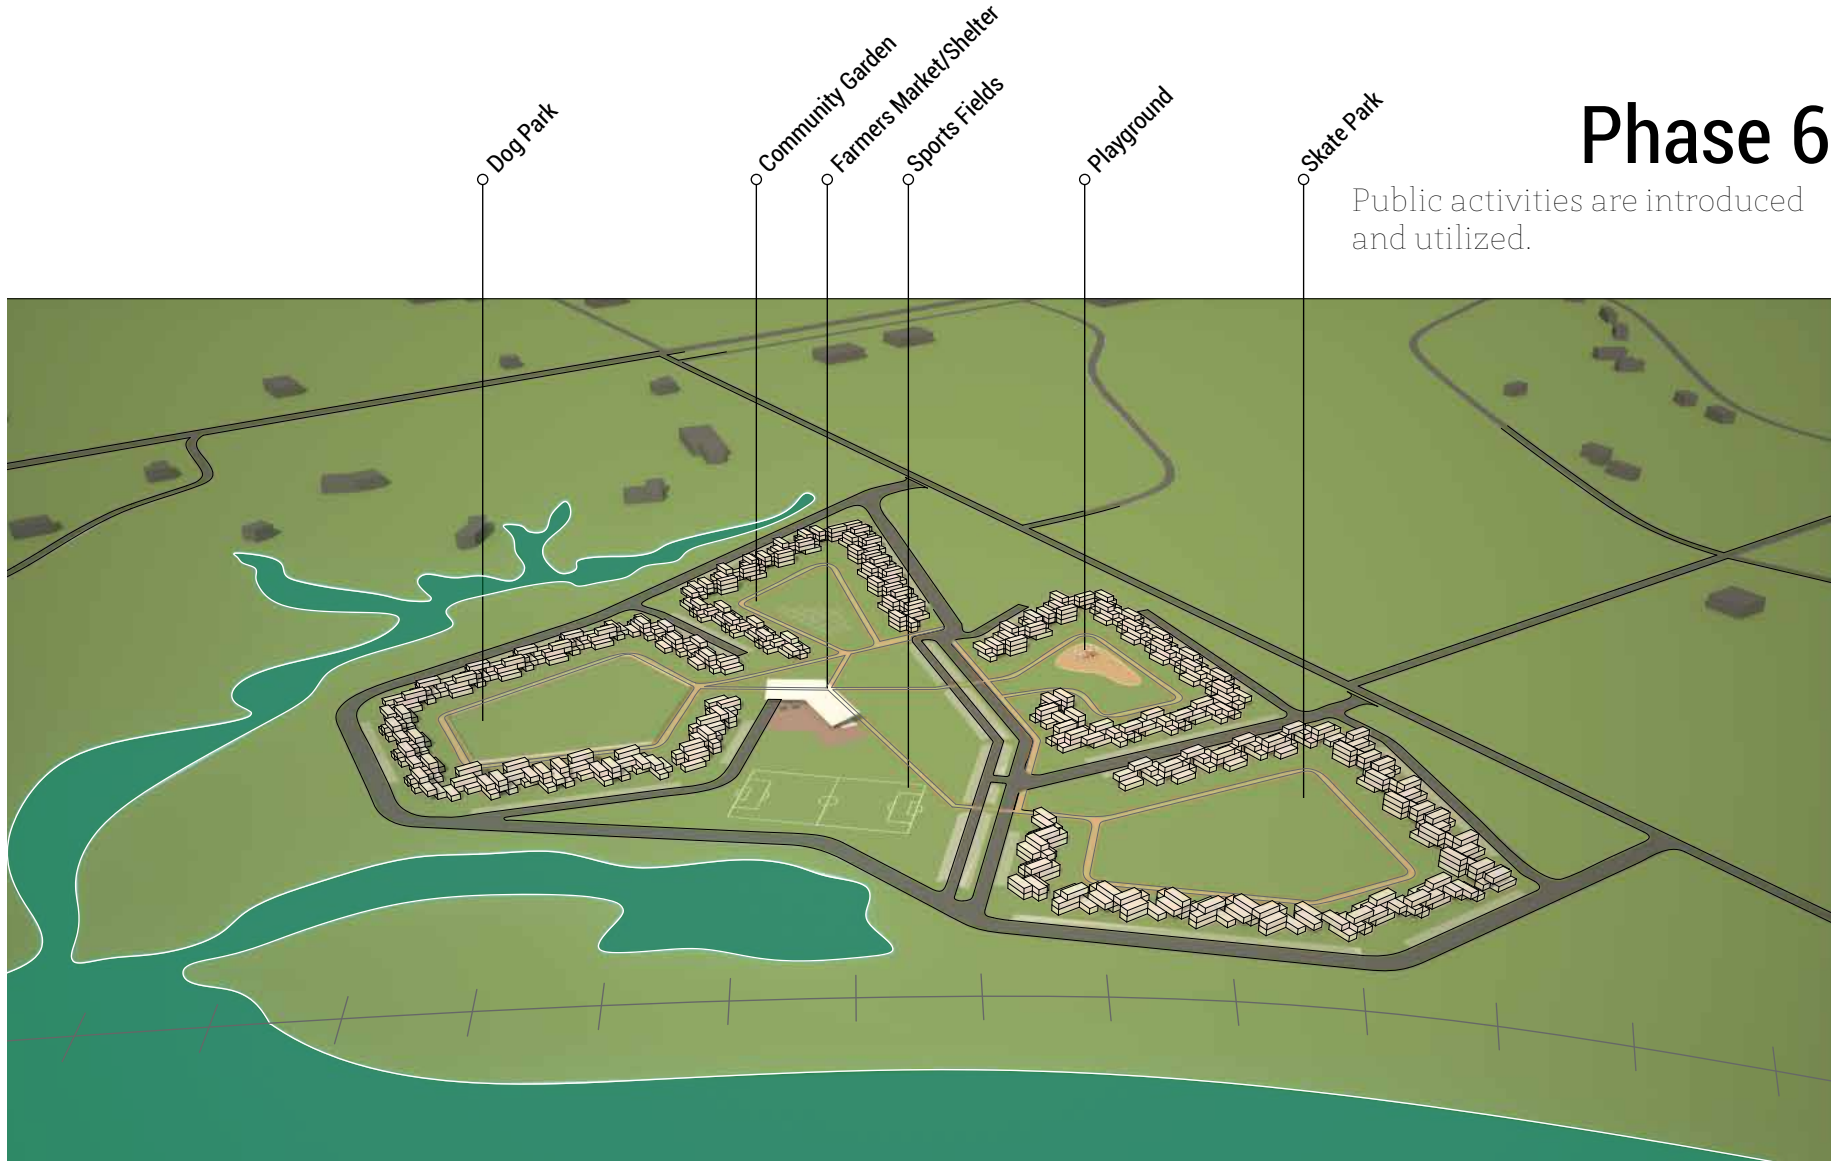 Dog Park
Community Garden
Farmers Market/Shelter
Sports Fields
Playground
Skate Park
Phase 6
Public activities are introduced
and utilized.